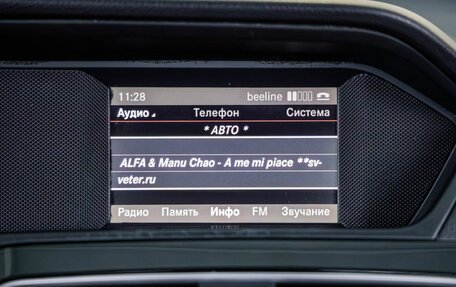 11:28 beeline
Аудио Телефон Система
* АВТО *
ALFA & Manu Chao - A me mi piace **sv-
veter.ru
Радио Память Инфо FM Звучание